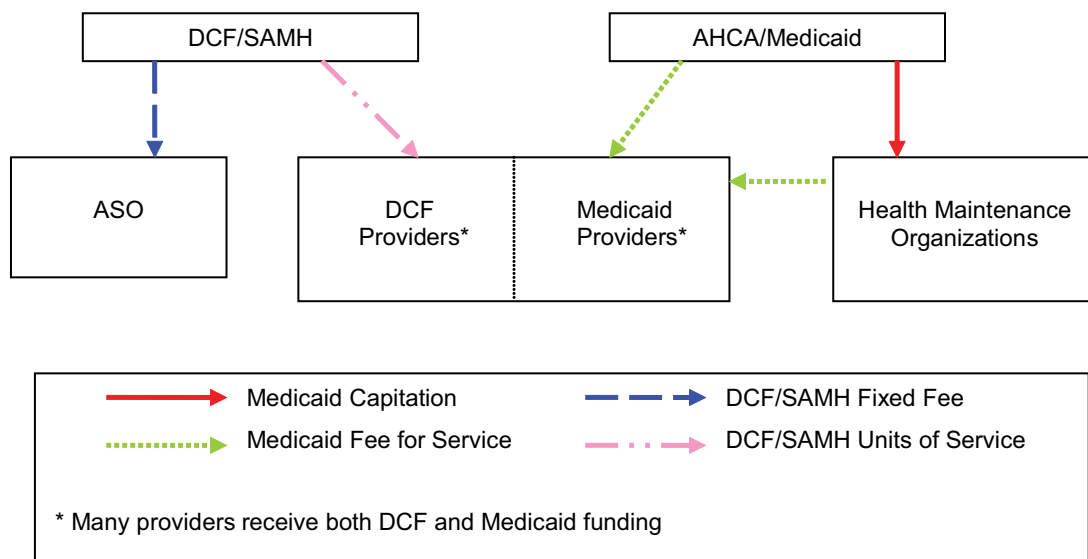 DCF/SAMH
AHCA/Medicaid
ASO
DCF
Providers*
Medicaid
Providers*
Health Maintenance
Organizations
Medicaid Capitation
DCF/SAMH Fixed Fee
Medicaid Fee for Service
DCF/SAMH Units of Service
* Many providers receive both DCF and Medicaid funding